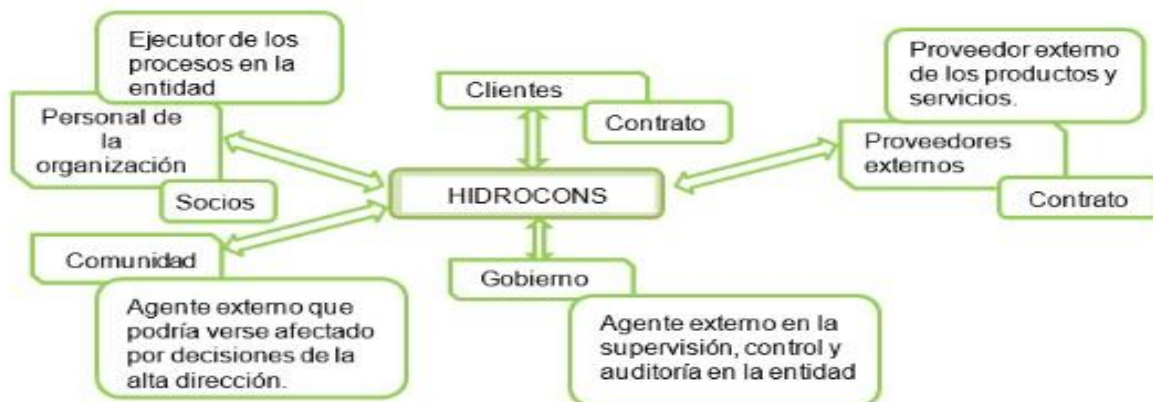 Ejecutor de los
procesos en la
entidad
Personal de
la
organización
Socios
Clientes
Contrato
Proveedor externo
de los productos y
servicios.
Proveedores
externos
Contrato
HIDROCONS
Comunidad
Agente externo que
podría verse afectado
por decisiones de la
alta dirección.
Gobierno
Agente externo en la
supervisión, control y
auditoría en la entidad